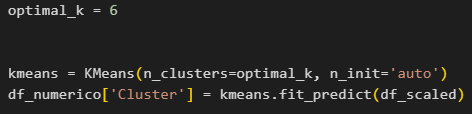 optimal_k = 6
kmeans = KMeans(n_clusters=optimal_k, n_init='auto')
df_numerico['Cluster'] = kmeans.fit_predict(df_scaled)